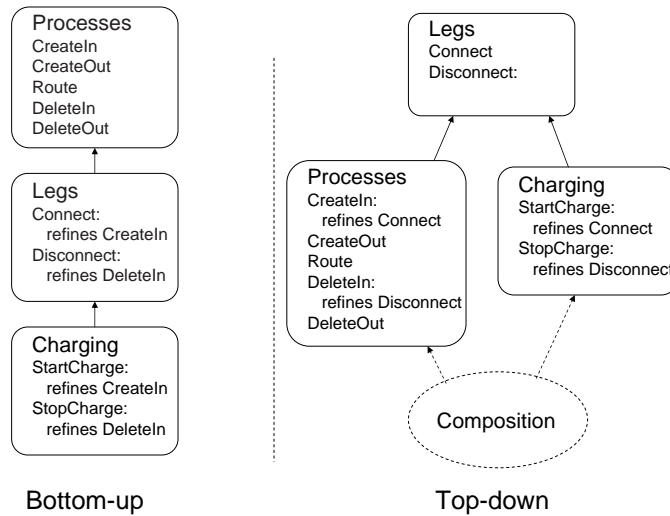 Processes
CreateIn
CreateOut
Route
DeleteIn
DeleteOut
Legs
Connect:
refines CreateIn
Disconnect:
refines DeleteIn
Charging
StartCharge:
refines CreateIn
StopCharge:
refines DeleteIn
Bottom-up
Legs
Connect
Disconnect:
Processes
CreateIn:
refines Connect
CreateOut
Route
DeleteIn:
refines Disconnect
DeleteOut
Charging
StartCharge:
refines Connect
StopCharge:
refines Disconnect
Composition
Top-down